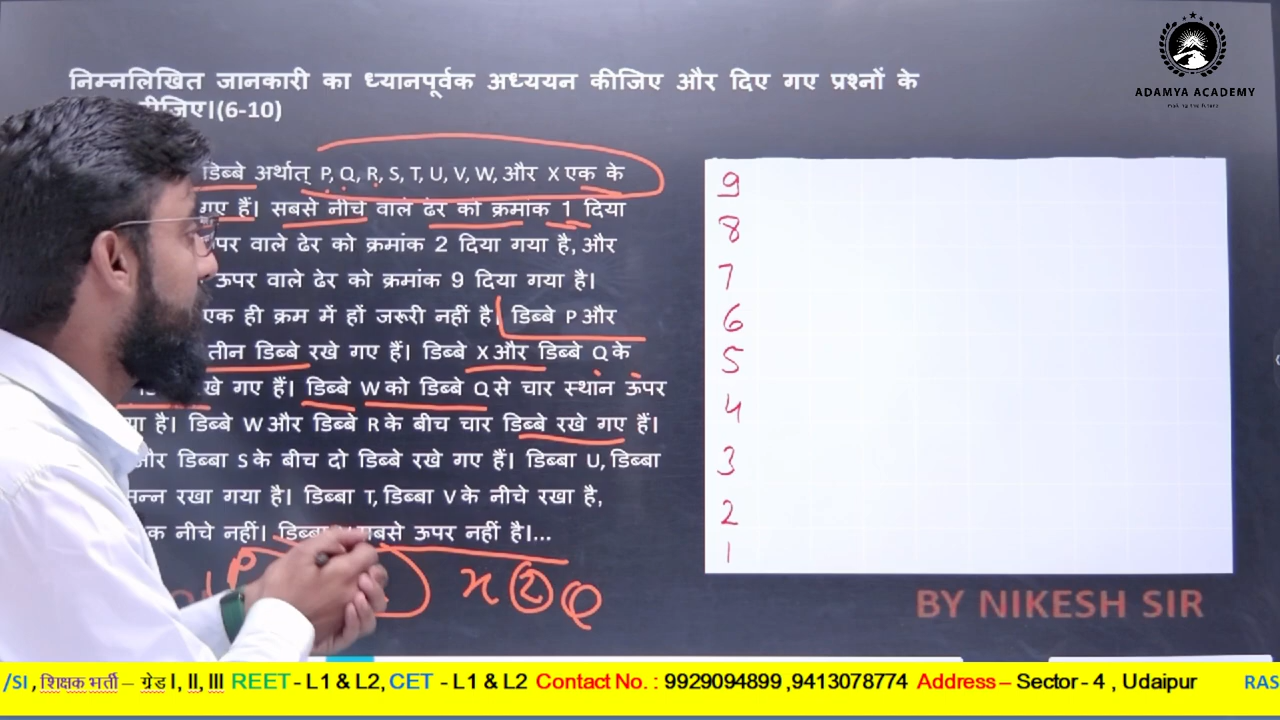 निम्नलिखित जानकारी का ध्यानपूर्वक अध्ययन कीजिए और दिए गए प्रश्नों के
(6-10)
डिब्बे अर्थात् P, Q, R, S, T, U, V, W, और X एक के
गए हैं। सबसे नीचे वाले ढेर को क्रमांक 1 दिया
वाले ढेर को क्रमांक 2 दिया गया है, और
ऊपर वाले ढेर को क्रमांक 9 दिया गया है।
एक ही क्रम में हों जरूरी नहीं है। डिब्बे P और
तीन डिब्बे रखे गए हैं। डिब्बे X और डिब्बे Q के
गए हैं। डिब्बे W को डिब्बे Q से चार स्थान ऊपर
है। डिब्बे W और डिब्बे R के बीच चार डिब्बे रखे गए हैं।
और डिब्बा S के बीच दो डिब्बे रखे गए हैं। डिब्बा U, डिब्बा
रखा गया है। डिब्बा T, डिब्बा V के नीचे रखा है,
नीचे नहीं। डिब्बा सबसे ऊपर नहीं है।...
P x 2 Q
9
8
7
6
5
4
3
2
1
ADAMYA ACADEMY
BY NIKESH SIR
/SI , शिक्षक भर्ती – ग्रेड I, II, III REET - L1 & L2, CET - L1 & L2 Contact No. : 9929094899 ,9413078774 Address – Sector - 4 , Udaipur RAS